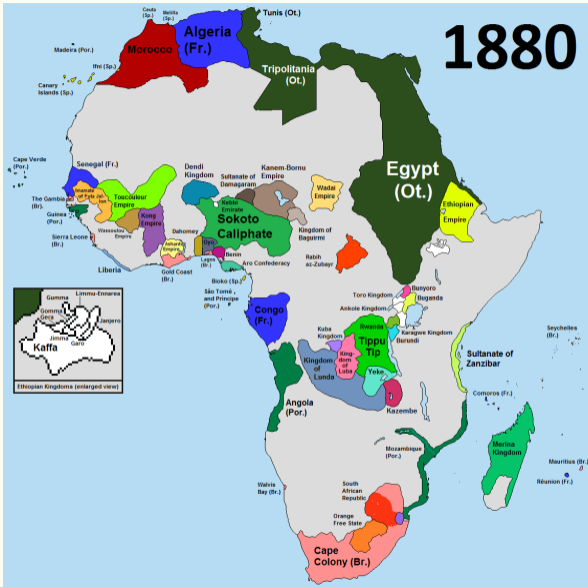 1880
Ceuta
(Sp.)
Melilla
(Sp.)
Tunis (Ot.)
Algeria
(Fr.)
Morocco
Madeira (Por.)
Ifni (Sp.)
Canary
Islands (Sp.)
Tripolitania
(Ot.)
Egypt
(Ot.)
Cape Verde
(Por.)
Senegal (Fr.)
Dendi
Kingdom
Sultanate of
Damagaram
Kanem-Bornu
Empire
Wadai
Empire
Ethiopian
Empire
The Gambia
(Br.)
Toucouleur
Empire
Guinea
(Por.)
Wassoulou
Empire
Kong
Empire
Dahomey
Kebbi
Emirate
Sokoto
Caliphate
Kingdom of
Baguirmi
Sierra Leone
(Br.)
Liberia
Ashanti
Empire
Gold Coast
(Br.)
Oyo
Lagos
(Br.)
Benin
Aro Confederacy
Rabih
az-Zubayr
Bioko (Sp.)
São Tomé
and Príncipe
(Por.)
Bunyoro
Toro Kingdom
Buganda
Ankole Kingdom
Limmu-Ennarea
Gumma
Gomma
Gera
Janjero
Jimma
Garo
Kaffa
Ethiopian Kingdoms (enlarged view)
Congo
(Fr.)
Kuba
Kingdom
Rwanda
Karagwe Kingdom
Burundi
Tippu
Tip
Kingdom
of
Lunda
King-
dom of
Luba
Yeke
Sultanate of
Zanzibar
Seychelles
(Br.)
Angola
(Por.)
Kazembe
Comoros (Fr.)
Mozambique
(Por.)
Merina
Kingdom
Mauritius (Br.)
Réunion (Fr.)
Walvis
Bay (Br.)
South
African
Republic
Orange
Free State
Cape
Colony (Br.)